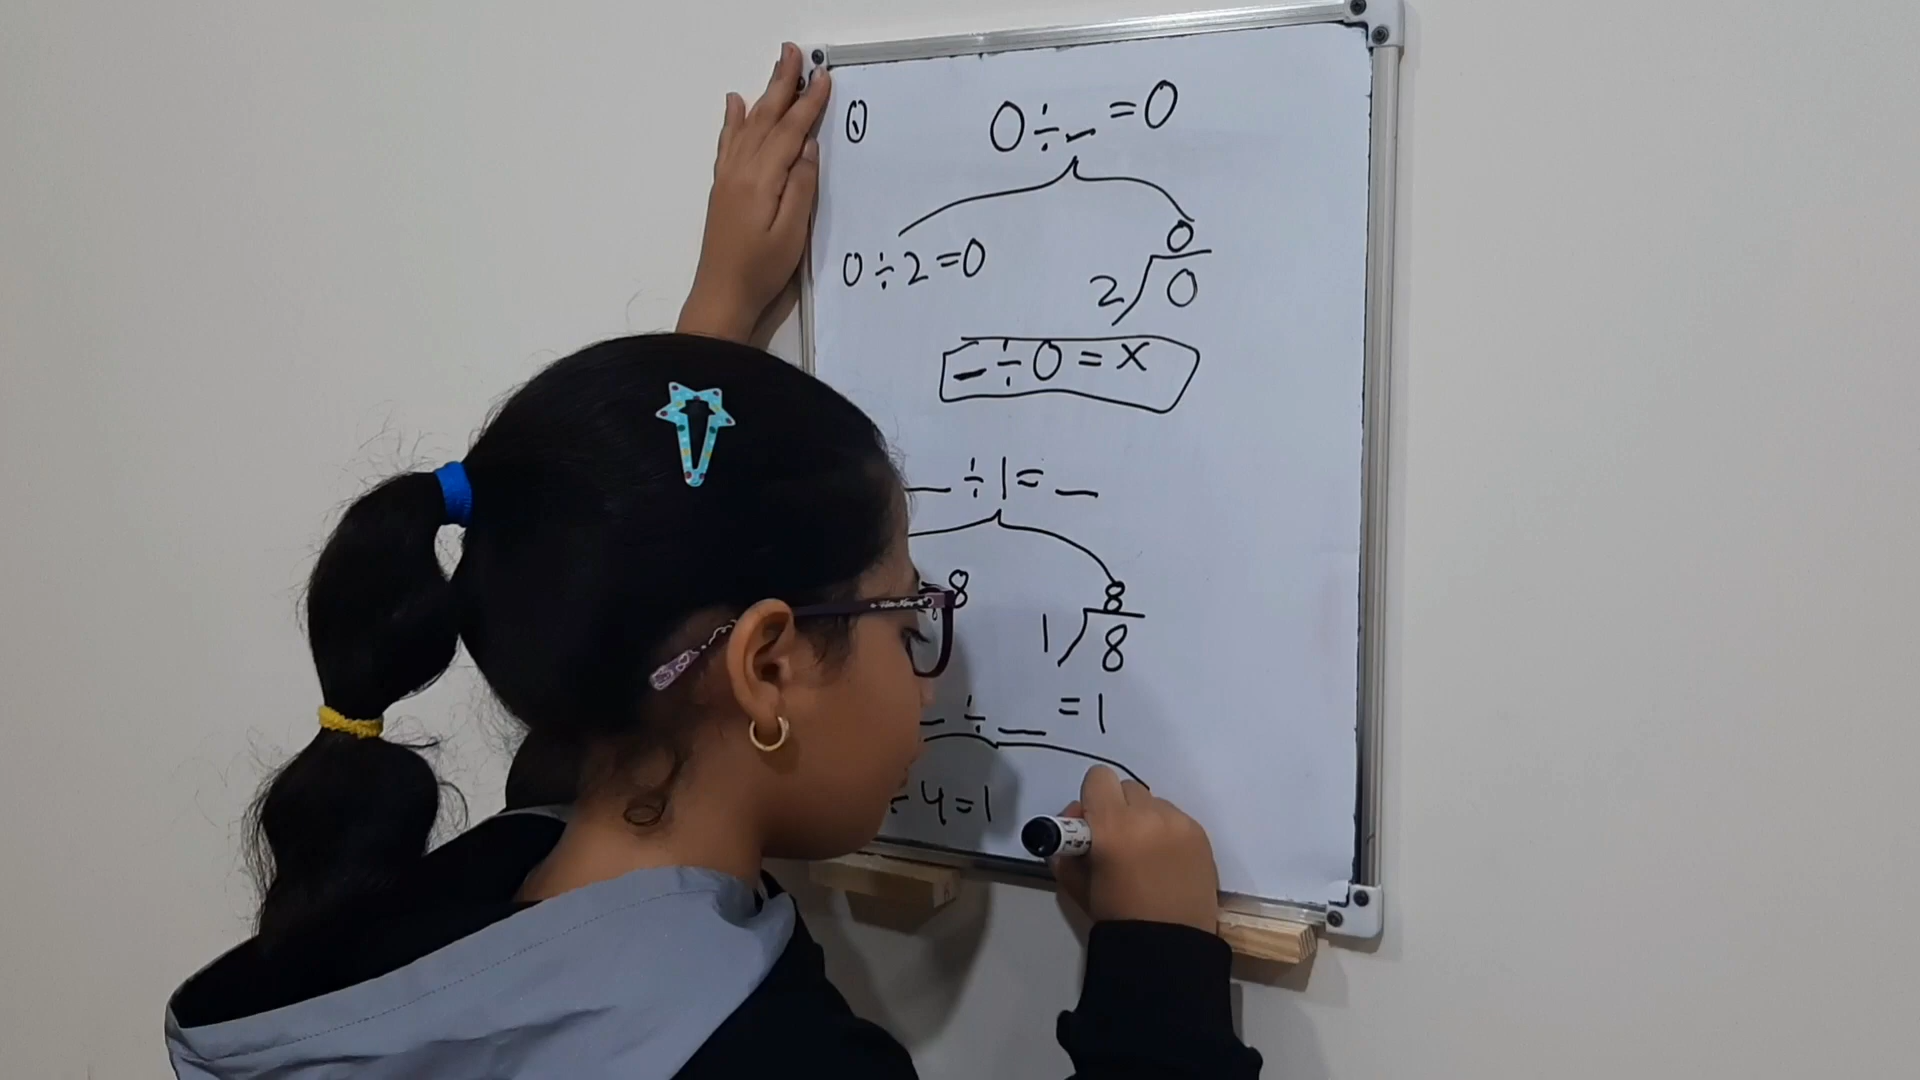 0 ÷ _ = 0
0 ÷ 2 = 0
0
2 0
_ ÷ 0 = x
_ ÷ 1 = _
8
8
1 8
_ ÷ _ = 1
÷ 4 = 1